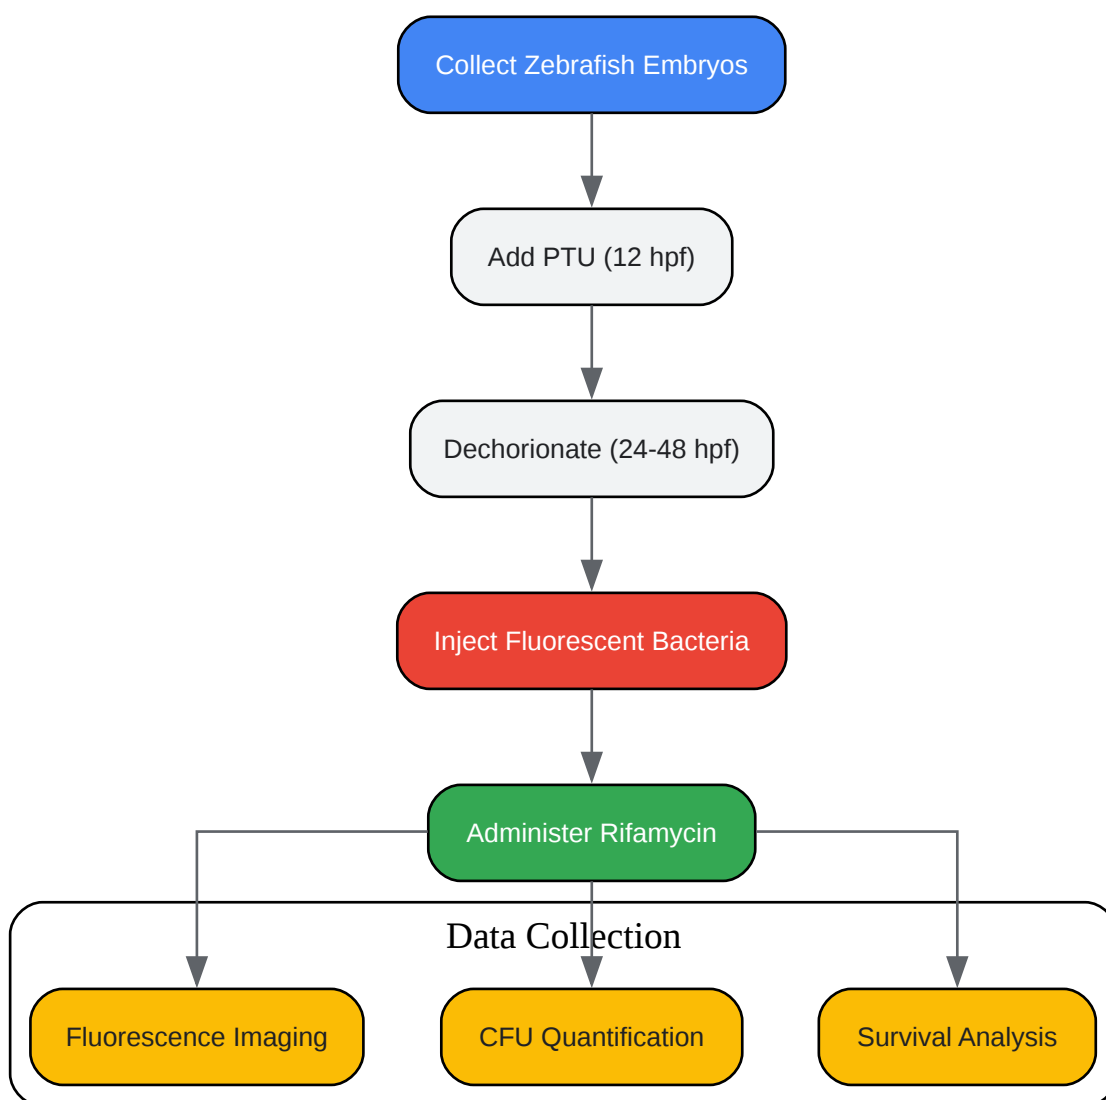 Collect Zebrafish Embryos
Add PTU (12 hpf)
Dechorionate (24-48 hpf)
Inject Fluorescent Bacteria
Administer Rifamycin
Data Collection
Fluorescence Imaging
CFU Quantification
Survival Analysis